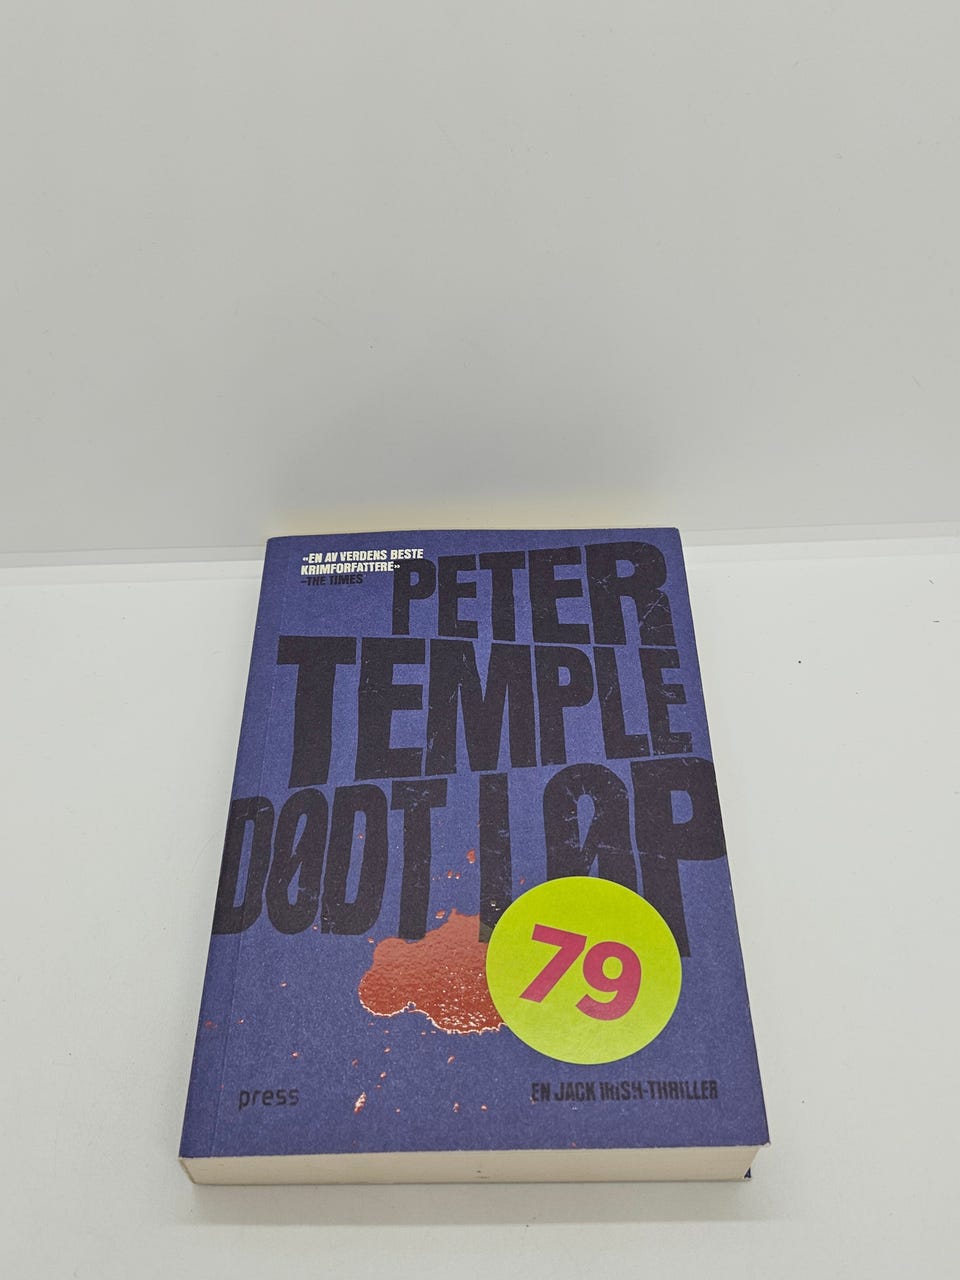 «EN AV VERDENS BESTE
KRIMFORFATTERE»
–THE TIMES
PETER
TEMPLE
DØDT LØP
79
press
EN JACK IRISH-THRILLER